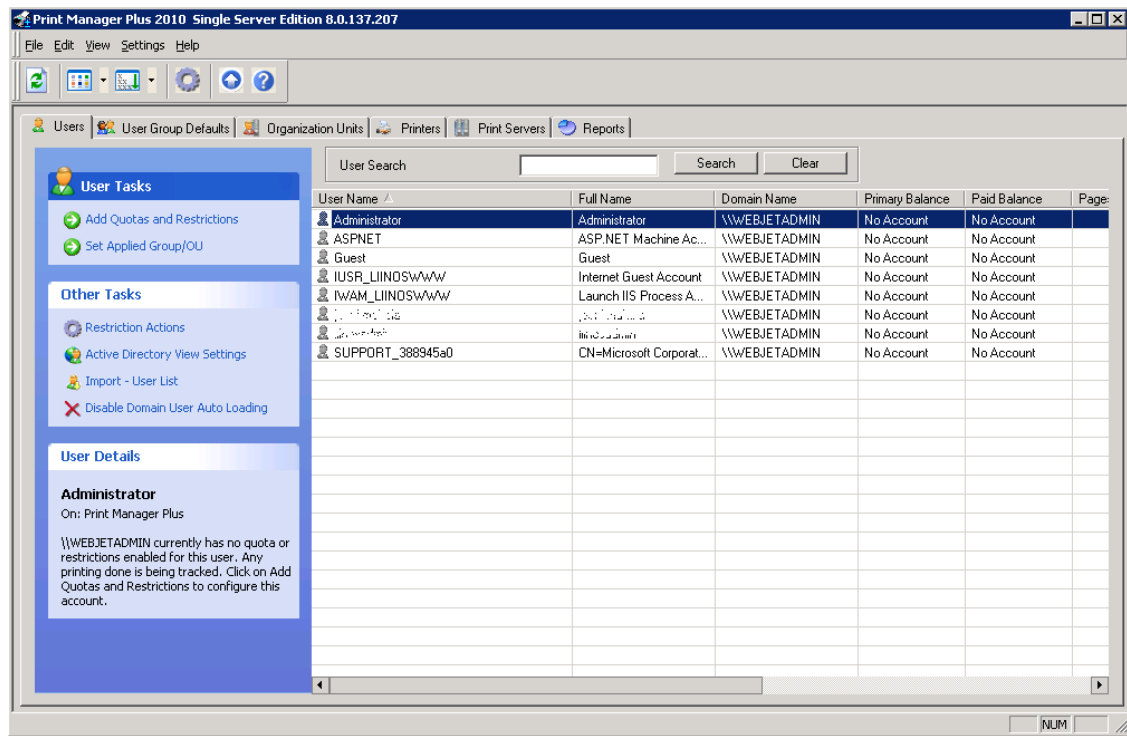 Print Manager Plus 2010 Single Server Edition 8.0.137.207
File Edit View Settings Help
Users User Group Defaults Organization Units Printers Print Servers Reports
User Tasks
Add Quotas and Restrictions
Set Applied Group/OU
Other Tasks
Restriction Actions
Active Directory View Settings
Import - User List
Disable Domain User Auto Loading
User Details
Administrator
On: Print Manager Plus
\\WEBJETADMIN currently has no quota or
restrictions enabled for this user. Any
printing done is being tracked. Click on Add
Quotas and Restrictions to configure this
account.
User Search Search Clear
User Name Full Name Domain Name Primary Balance Paid Balance Page
Administrator Administrator \\WEBJETADMIN No Account No Account
ASPNET ASP.NET Machine Ac... \\WEBJETADMIN No Account No Account
Guest Guest \\WEBJETADMIN No Account No Account
IUSR_LIINOSWWW Internet Guest Account \\WEBJETADMIN No Account No Account
IWAM_LIINOSWWW Launch IIS Process A... \\WEBJETADMIN No Account No Account
\\WEBJETADMIN No Account No Account
\\WEBJETADMIN No Account No Account
SUPPORT_388945a0 CN=Microsoft Corporat... \\WEBJETADMIN No Account No Account
NUM